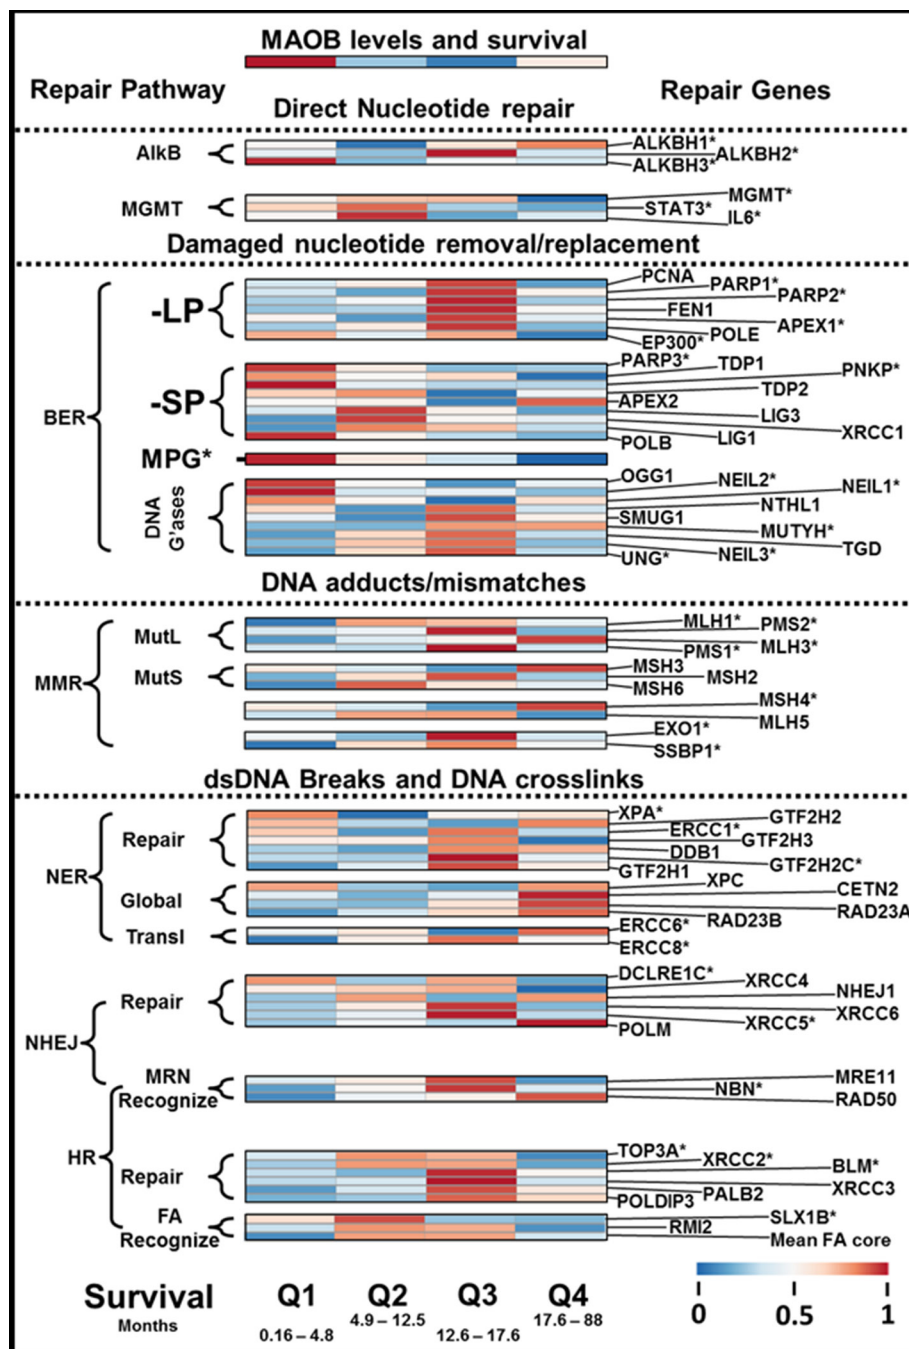 MAOB levels and survival
Repair Pathway
Repair Genes
Direct Nucleotide repair
AlkB
ALKBH1*
ALKBH2*
ALKBH3*
MGMT
MGMT*
STAT3*
IL6*
Damaged nucleotide removal/replacement
BER
-LP
PCNA
PARP1*
PARP2*
FEN1
APEX1*
POLE
EP300*
-SP
PARP3*
TDP1
PNKP*
TDP2
APEX2
LIG3
XRCC1
LIG1
POLB
MPG*
DNA
G'ases
OGG1
NEIL2*
NEIL1*
NTHL1
SMUG1
MUTYH*
TGD
NEIL3*
UNG*
DNA adducts/mismatches
MMR
MutL
MLH1*
PMS2*
MLH3*
PMS1*
MutS
MSH3
MSH2
MSH6
MSH4*
MLH5
EXO1*
SSBP1*
dsDNA Breaks and DNA crosslinks
NER
Repair
XPA*
GTF2H2
ERCC1*
GTF2H3
DDB1
GTF2H2C*
GTF2H1
Global
XPC
CETN2
RAD23A
RAD23B
Transl
ERCC6*
ERCC8*
NHEJ
Repair
DCLRE1C*
XRCC4
NHEJ1
XRCC6
XRCC5*
POLM
MRN
Recognize
MRE11
NBN*
RAD50
HR
Repair
TOP3A*
XRCC2*
BLM*
XRCC3
PALB2
POLDIP3
FA
Recognize
SLX1B*
RMI2
Mean FA core
Survival
Months
Q1
Q2
Q3
Q4
0.16 – 4.8
4.9 – 12.5
12.6 – 17.6
17.6 – 88
0
0.5
1